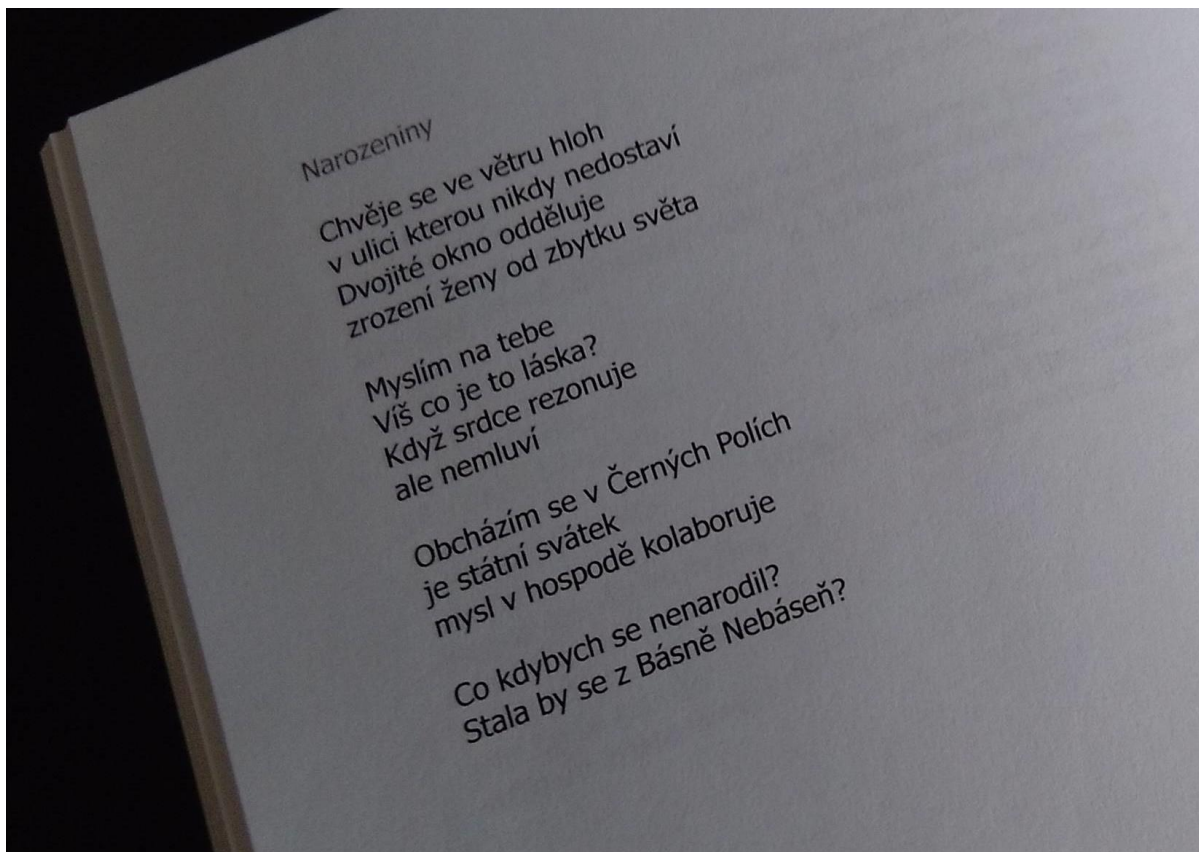 Narozeniny
Chvěje se ve větru hloh
v ulici kterou nikdy nedostaví
Dvojité okno odděluje
zrození ženy od zbytku světa
Myslím na tebe
Víš co je to láska?
Když srdce rezonuje
ale nemluví
Obcházím se v Černých Polích
je státní svátek
mysl v hospodě kolaboruje
Co kdybych se nenarodil?
Stala by se z Básně Nebáseň?